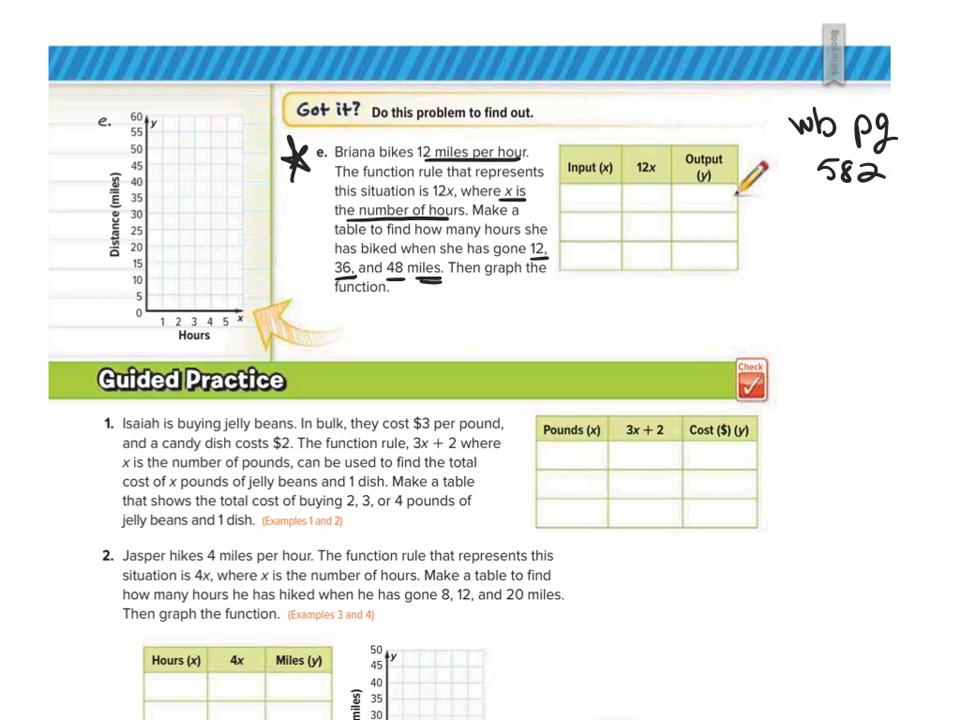 Bookmark
Got it? Do this problem to find out.
wb pg
582
e.
60 y
55
50
45
40
35
30
25
20
15
10
5
0
Distance (miles)
1 2 3 4 5 x
Hours
e. Briana bikes 12 miles per hour.
The function rule that represents
this situation is 12x, where x is
the number of hours. Make a
table to find how many hours she
has biked when she has gone 12,
36, and 48 miles. Then graph the
function.
Input (x) 12x Output
(y)
Guided Practice
Check
1. Isaiah is buying jelly beans. In bulk, they cost $3 per pound,
and a candy dish costs $2. The function rule, 3x + 2 where
x is the number of pounds, can be used to find the total
cost of x pounds of jelly beans and 1 dish. Make a table
that shows the total cost of buying 2, 3, or 4 pounds of
jelly beans and 1 dish. (Examples 1 and 2)
Pounds (x) 3x + 2 Cost ($) (y)
2. Jasper hikes 4 miles per hour. The function rule that represents this
situation is 4x, where x is the number of hours. Make a table to find
how many hours he has hiked when he has gone 8, 12, and 20 miles.
Then graph the function. (Examples 3 and 4)
Hours (x) 4x Miles (y)
50 y
45
40
35
30
miles)